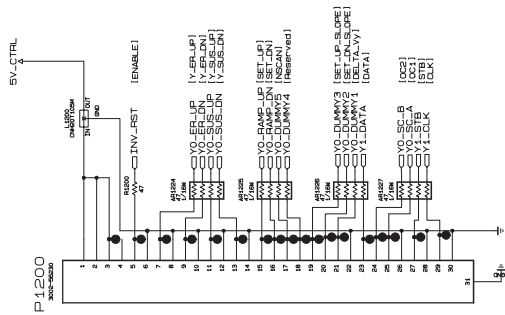 5V_CTRL
L1200
CNH20T105M
IN
OUT
GND
R1200
47
INV_RST
[ENABLE]
AR1224
47
1/16W
YO_ER_UP
[Y_ER_UP]
YO_ER_DN
[Y_ER_DN]
YO_SUS_UP
[Y_SUS_UP]
YO_SUS_DN
[Y_SUS_DN]
AR1225
47
1/16W
YO_RAMP_UP
[SET_UP]
YO_RAMP_DN
[SET_DN]
YO_DUMMY5
[NSCAN]
YO_DUMMY4
[Reserved]
AR1226
47
1/16W
YO_DUMMY3
[SET_UP_SLOPE]
YO_DUMMY2
[SET_DN_SLOPE]
YO_DUMMY1
[DELTA_Vy]
Y1_DATA
[DATA]
AR1227
47
1/16W
YO_SC_B
[OC2]
YO_SC_A
[OC1]
Y1_STB
[STB]
Y1_CLK
[CLK]
P1200
3002-56230
1
2
3
4
5
6
7
8
9
10
11
12
13
14
15
16
17
18
19
20
21
22
23
24
25
26
27
28
29
30
31